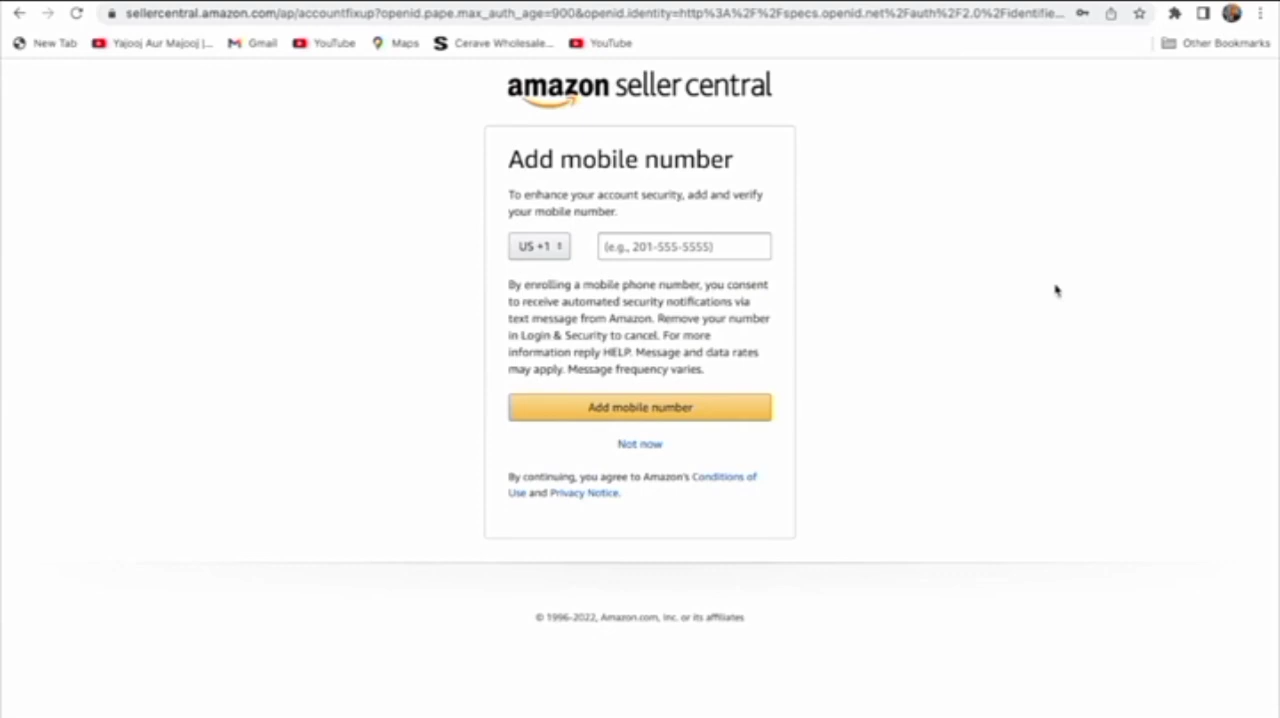 sellercentral.amazon.com/ap/accountfixup?openid.pape.max_auth_age=900&openid.identity=http%3A%2F%2Fspecs.openid.net%2Fauth%2F2.0%2Fidentifie...
New Tab Yajooj Aur Majooj |... Gmail YouTube Maps Cerave Wholesale... YouTube Other Bookmarks
amazon seller central
Add mobile number
To enhance your account security, add and verify
your mobile number.
US +1 (e.g., 201-555-5555)
By enrolling a mobile phone number, you consent
to receive automated security notifications via
text message from Amazon. Remove your number
in Login & Security to cancel. For more
information reply HELP. Message and data rates
may apply. Message frequency varies.
Add mobile number
Not now
By continuing, you agree to Amazon's Conditions of
Use and Privacy Notice.
© 1996-2022, Amazon.com, Inc. or its affiliates